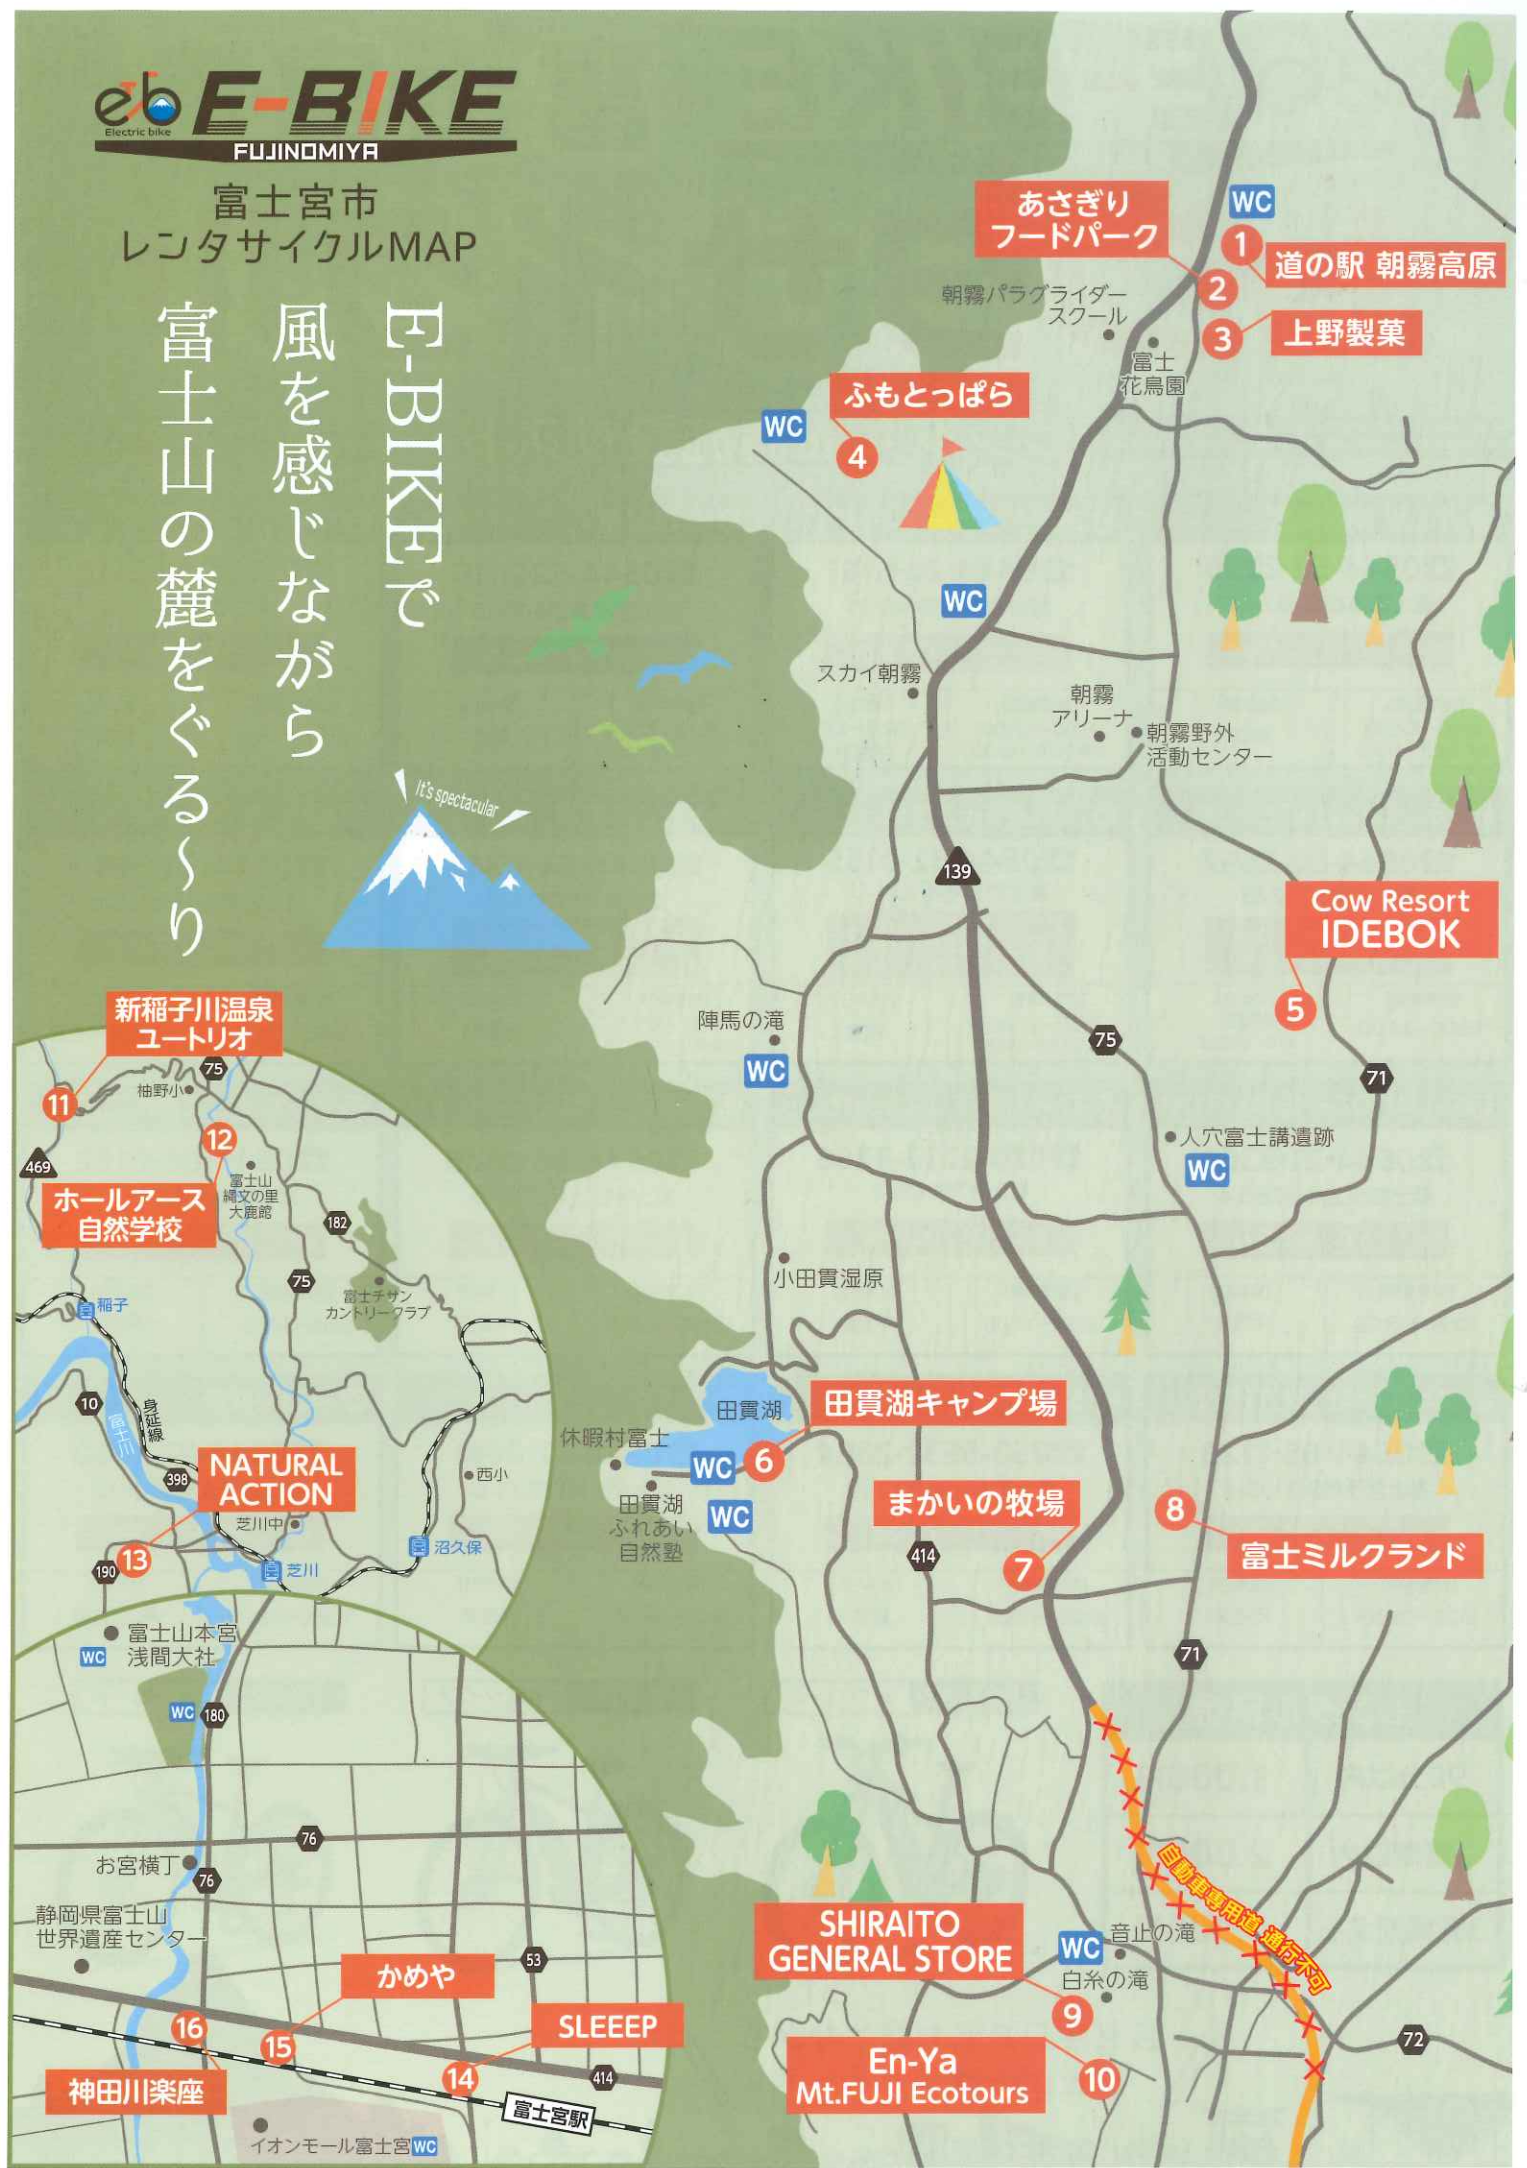 eb
Electric bike
E-BIKE
FUJINOMIYA
富士宮市
レンタサイクルMAP
E-BIKEで
風を感じながら
富士山の麓をぐる〜り
It's spectacular
WC
あさぎり
フードパーク
1
道の駅 朝霧高原
2
朝霧パラグライダー
スクール
3
上野製菓
富士
花鳥園
ふもとっぱら
WC
4
WC
スカイ朝霧
朝霧
アリーナ
朝霧野外
活動センター
139
Cow Resort
IDEBOK
5
陣馬の滝
WC
75
71
人穴富士講遺跡
WC
小田貫湿原
田貫湖
田貫湖キャンプ場
休暇村富士
WC
6
田貫湖
ふれあい
自然塾
WC
まかいの牧場
7
8
富士ミルクランド
414
71
自動車専用道 通行不可
SHIRAITO
GENERAL STORE
WC
音止の滝
白糸の滝
9
72
En-Ya
Mt.FUJI Ecotours
10
新稲子川温泉
ユートリオ
75
柚野小
11
12
469
富士山
縄文の里
大鹿館
ホールアース
自然学校
182
75
富士チサン
カントリークラブ
稲子
10
富士川
身延線
398
NATURAL
ACTION
西小
芝川中
沼久保
190
13
芝川
富士山本宮
浅間大社
WC
WC
180
76
お宮横丁
76
静岡県富士山
世界遺産センター
53
かめや
SLEEEP
16
15
14
414
神田川楽座
富士宮駅
イオンモール富士宮
WC